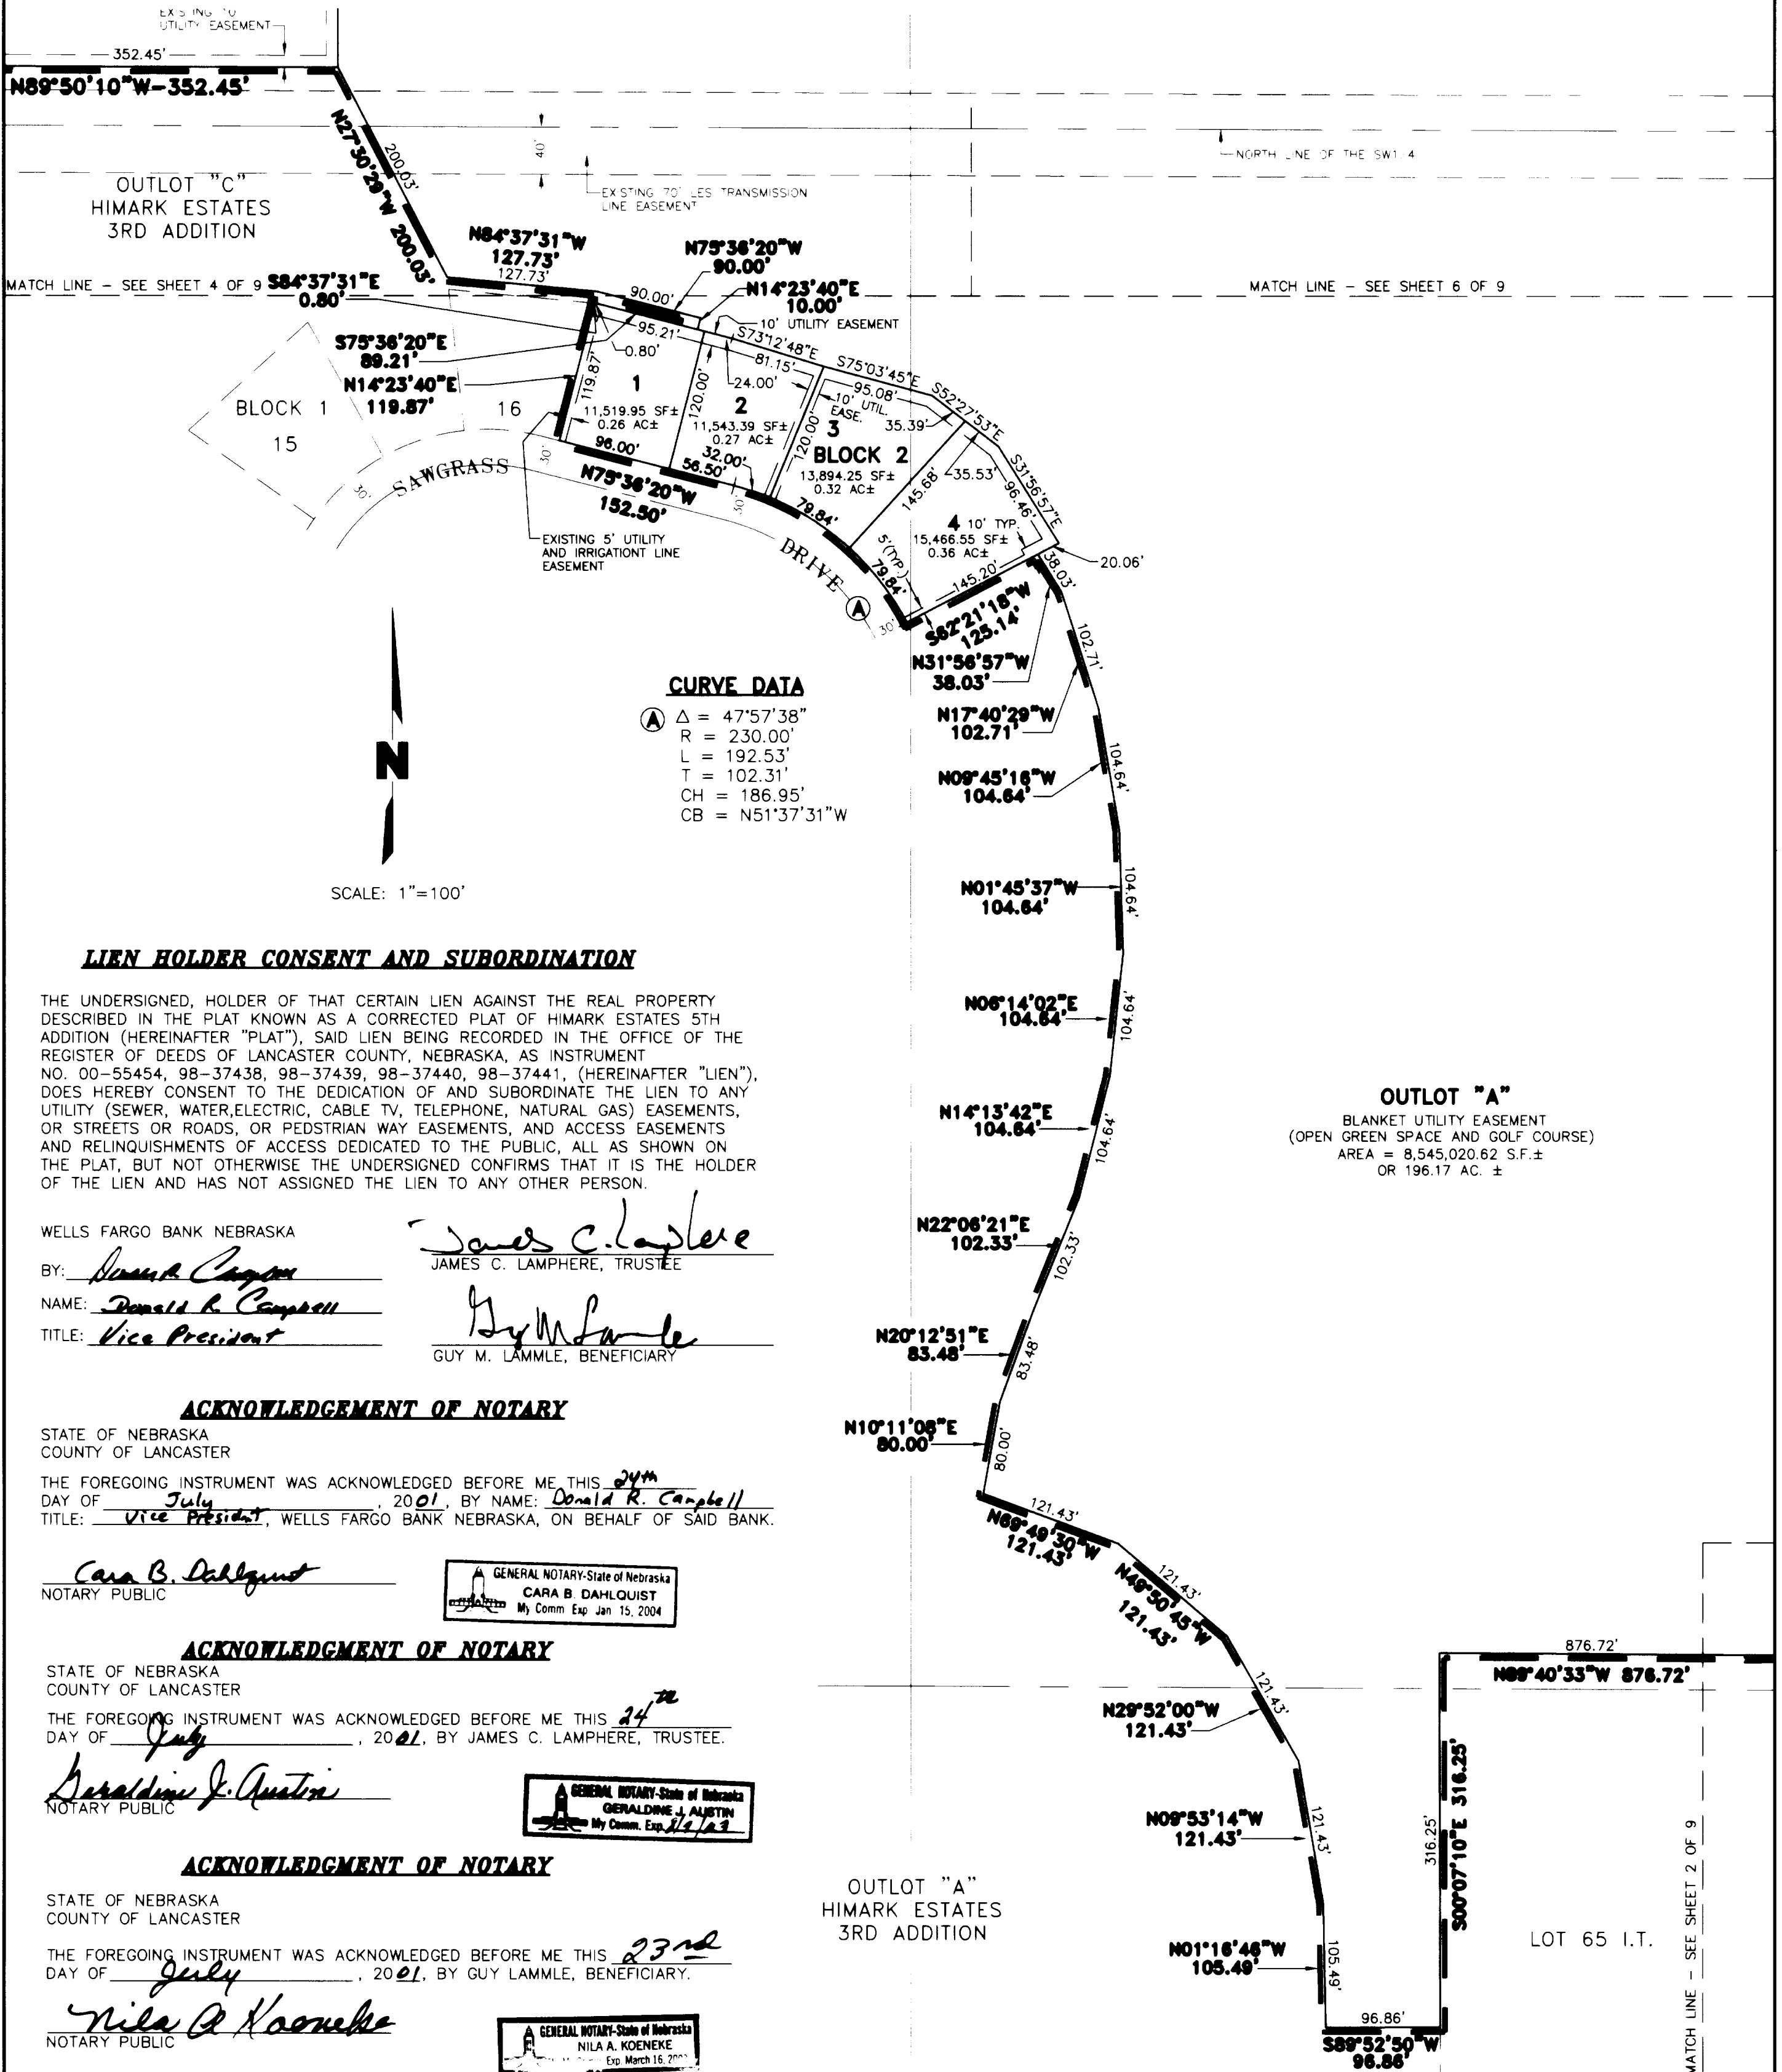 UTILITY EASEMENT
352.45'
N89°50'10"W-352.45'
N27°30'29"W 200.03'
200.03'
40'
NORTH LINE OF THE SW1 4
OUTLOT "C"
HIMARK ESTATES
3RD ADDITION
EXISTING 70' LES TRANSMISSION
LINE EASEMENT
N84°37'31"W
127.73'
127.73'
N75°36'20"W
90.00'
90.00'
MATCH LINE - SEE SHEET 4 OF 9
S84°37'31"E
0.80'
N14°23'40"E
10.00'
MATCH LINE - SEE SHEET 6 OF 9
10' UTILITY EASEMENT
S75°36'20"E
89.21'
N14°23'40"E
119.87'
95.21'
0.80'
119.87'
S73°12'48"E
81.15'
24.00'
120.00'
S75°03'45"E
95.08'
10' UTIL.
EASE.
S52°27'53"E
35.39'
35.53'
S31°56'57"E
96.46'
BLOCK 1
15
16
1
11,519.95 SF±
0.26 AC±
2
11,543.39 SF±
0.27 AC±
3
BLOCK 2
13,894.25 SF±
0.32 AC±
120.00'
145.68'
4
10' TYP.
15,466.55 SF±
0.36 AC±
96.00'
56.50'
32.00'
79.84'
79.84'
5'(TYP.)
145.20'
20.06'
38.03'
N75°36'20"W
152.50'
30'
30'
30'
30'
SAWGRASS
DRIVE
A
EXISTING 5' UTILITY
AND IRRIGATIONT LINE
EASEMENT
S62°21'18"W
125.14'
N31°56'57"W
38.03'
102.71'
N17°40'29"W
102.71'
N09°45'16"W
104.64'
104.64'
N01°45'37"W
104.64'
104.64'
N06°14'02"E
104.64'
104.64'
N14°13'42"E
104.64'
104.64'
N22°06'21"E
102.33'
102.33'
N20°12'51"E
83.48'
83.48'
N10°11'08"E
80.00'
80.00'
121.43'
N69°49'30"W
121.43'
121.43'
N49°50'45"W
121.43'
121.43'
N29°52'00"W
121.43'
N09°53'14"W
121.43'
121.43'
N01°16'46"W
105.49'
105.49'
96.86'
S89°52'50"W
96.86'
316.25'
S00°07'10"E 316.25'
876.72'
N89°40'33"W 876.72'
LOT 65 I.T.
MATCH LINE - SEE SHEET 2 OF 9
CURVE DATA
A Δ = 47°57'38"
R = 230.00'
L = 192.53'
T = 102.31'
CH = 186.95'
CB = N51°37'31"W
N
SCALE: 1"=100'
OUTLOT "A"
BLANKET UTILITY EASEMENT
(OPEN GREEN SPACE AND GOLF COURSE)
AREA = 8,545,020.62 S.F.±
OR 196.17 AC. ±
OUTLOT "A"
HIMARK ESTATES
3RD ADDITION
LIEN HOLDER CONSENT AND SUBORDINATION
THE UNDERSIGNED, HOLDER OF THAT CERTAIN LIEN AGAINST THE REAL PROPERTY
DESCRIBED IN THE PLAT KNOWN AS A CORRECTED PLAT OF HIMARK ESTATES 5TH
ADDITION (HEREINAFTER "PLAT"), SAID LIEN BEING RECORDED IN THE OFFICE OF THE
REGISTER OF DEEDS OF LANCASTER COUNTY, NEBRASKA, AS INSTRUMENT
NO. 00-55454, 98-37438, 98-37439, 98-37440, 98-37441, (HEREINAFTER "LIEN"),
DOES HEREBY CONSENT TO THE DEDICATION OF AND SUBORDINATE THE LIEN TO ANY
UTILITY (SEWER, WATER,ELECTRIC, CABLE TV, TELEPHONE, NATURAL GAS) EASEMENTS,
OR STREETS OR ROADS, OR PEDSTRIAN WAY EASEMENTS, AND ACCESS EASEMENTS
AND RELINQUISHMENTS OF ACCESS DEDICATED TO THE PUBLIC, ALL AS SHOWN ON
THE PLAT, BUT NOT OTHERWISE THE UNDERSIGNED CONFIRMS THAT IT IS THE HOLDER
OF THE LIEN AND HAS NOT ASSIGNED THE LIEN TO ANY OTHER PERSON.
WELLS FARGO BANK NEBRASKA
BY:
NAME: Donald R. Campbell
TITLE: Vice President
James C. Lamphere
JAMES C. LAMPHERE, TRUSTEE
Guy M Lammle
GUY M. LAMMLE, BENEFICIARY
ACKNOWLEDGEMENT OF NOTARY
STATE OF NEBRASKA
COUNTY OF LANCASTER
THE FOREGOING INSTRUMENT WAS ACKNOWLEDGED BEFORE ME THIS 24th
DAY OF July, 2001, BY NAME: Donald R. Campbell
TITLE: Vice President, WELLS FARGO BANK NEBRASKA, ON BEHALF OF SAID BANK.
Cara B. Dahlquist
NOTARY PUBLIC
GENERAL NOTARY-State of Nebraska
CARA B. DAHLQUIST
My Comm Exp Jan 15, 2004
ACKNOWLEDGMENT OF NOTARY
STATE OF NEBRASKA
COUNTY OF LANCASTER
THE FOREGOING INSTRUMENT WAS ACKNOWLEDGED BEFORE ME THIS 24th
DAY OF July, 2001, BY JAMES C. LAMPHERE, TRUSTEE.
Geraldine J. Austin
NOTARY PUBLIC
GENERAL NOTARY-State of Nebraska
GERALDINE J. AUSTIN
My Comm. Exp.
ACKNOWLEDGMENT OF NOTARY
STATE OF NEBRASKA
COUNTY OF LANCASTER
THE FOREGOING INSTRUMENT WAS ACKNOWLEDGED BEFORE ME THIS 23rd
DAY OF July, 2001, BY GUY LAMMLE, BENEFICIARY.
Nila A Koeneke
NOTARY PUBLIC
GENERAL NOTARY-State of Nebraska
NILA A. KOENEKE
Exp. March 16,